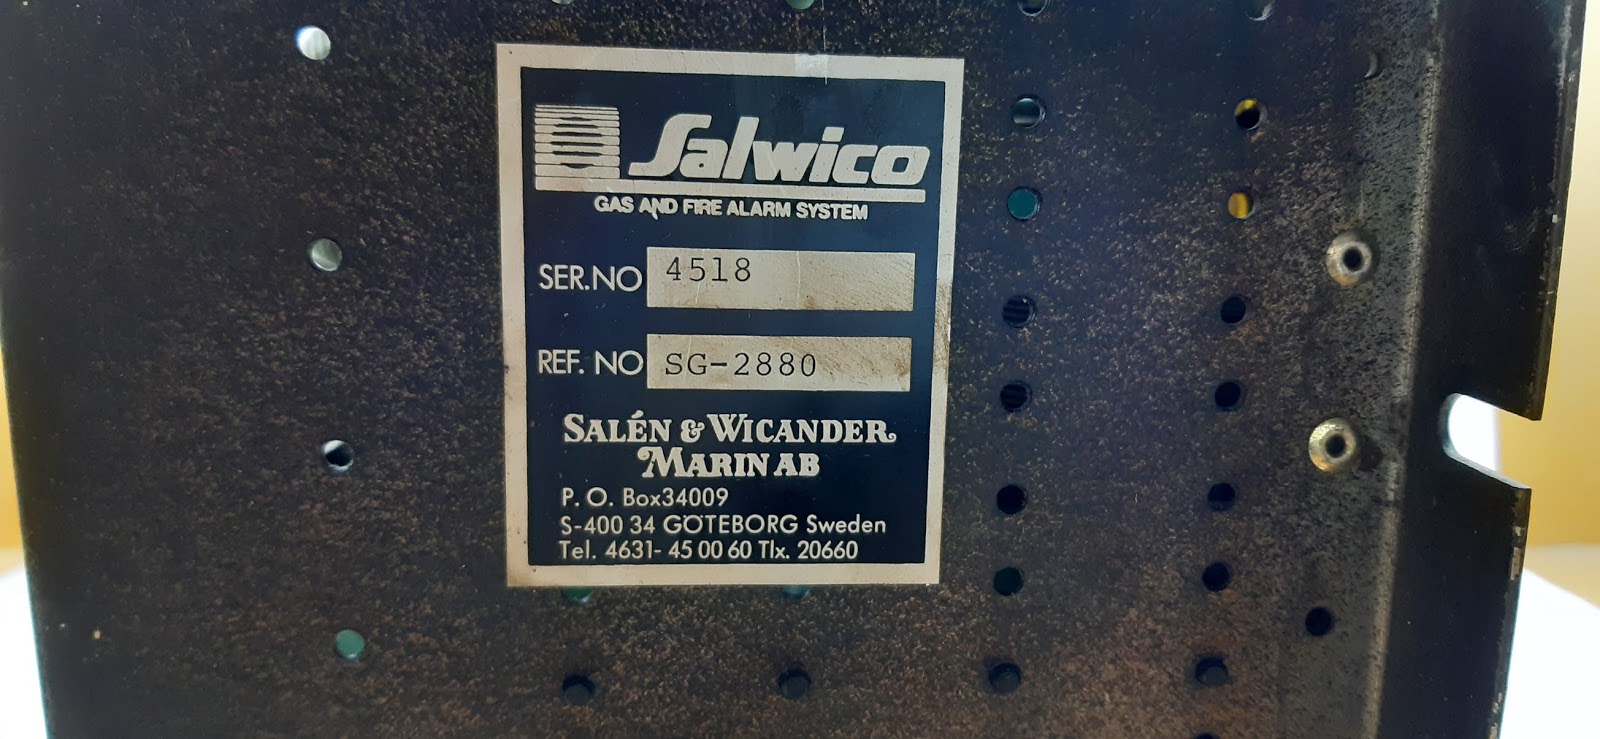 Salwico
GAS AND FIRE ALARM SYSTEM
SER.NO 4518
REF. NO SG-2880
SALÉN & WICANDER
MARIN AB
P. O. Box34009
S-400 34 GÖTEBORG Sweden
Tel. 4631- 45 00 60 Tlx. 20660